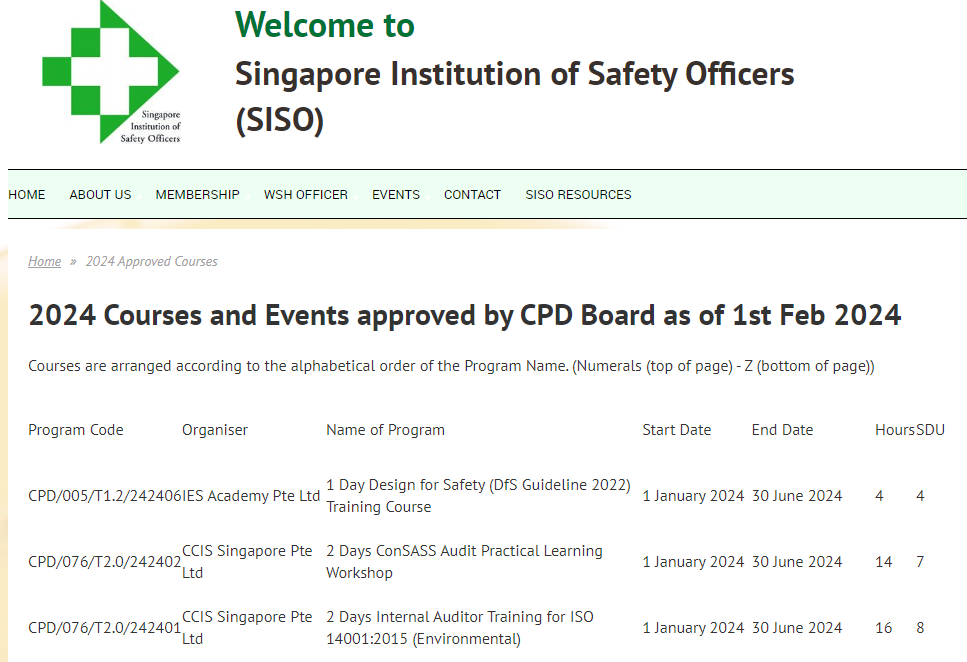 Singapore
Institution of
Safety Officers
Welcome to
Singapore Institution of Safety Officers
(SISO)
HOME ABOUT US MEMBERSHIP WSH OFFICER EVENTS CONTACT SISO RESOURCES
Home » 2024 Approved Courses
2024 Courses and Events approved by CPD Board as of 1st Feb 2024
Courses are arranged according to the alphabetical order of the Program Name. (Numerals (top of page) - Z (bottom of page))
Program Code Organiser Name of Program Start Date End Date Hours SDU
CPD/005/T1.2/242406 IES Academy Pte Ltd 1 Day Design for Safety (DfS Guideline 2022)
Training Course 1 January 2024 30 June 2024 4 4
CPD/076/T2.0/242402 CCIS Singapore Pte
Ltd 2 Days ConSASS Audit Practical Learning
Workshop 1 January 2024 30 June 2024 14 7
CPD/076/T2.0/242401 CCIS Singapore Pte
Ltd 2 Days Internal Auditor Training for ISO
14001:2015 (Environmental) 1 January 2024 30 June 2024 16 8